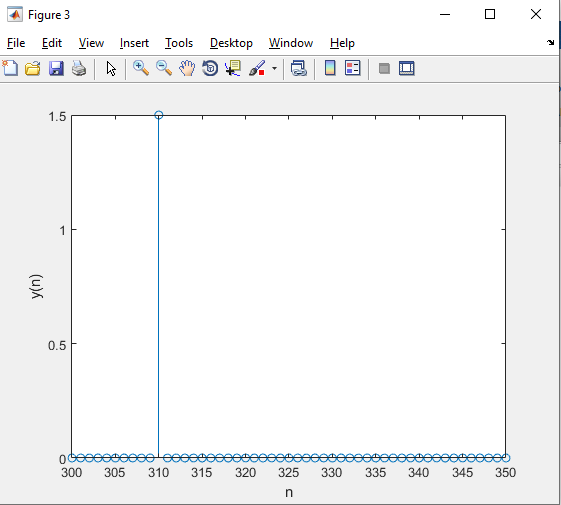 Figure 3
File Edit View Insert Tools Desktop Window Help
1.5
1
0.5
0
y(n)
300 305 310 315 320 325 330 335 340 345 350
n